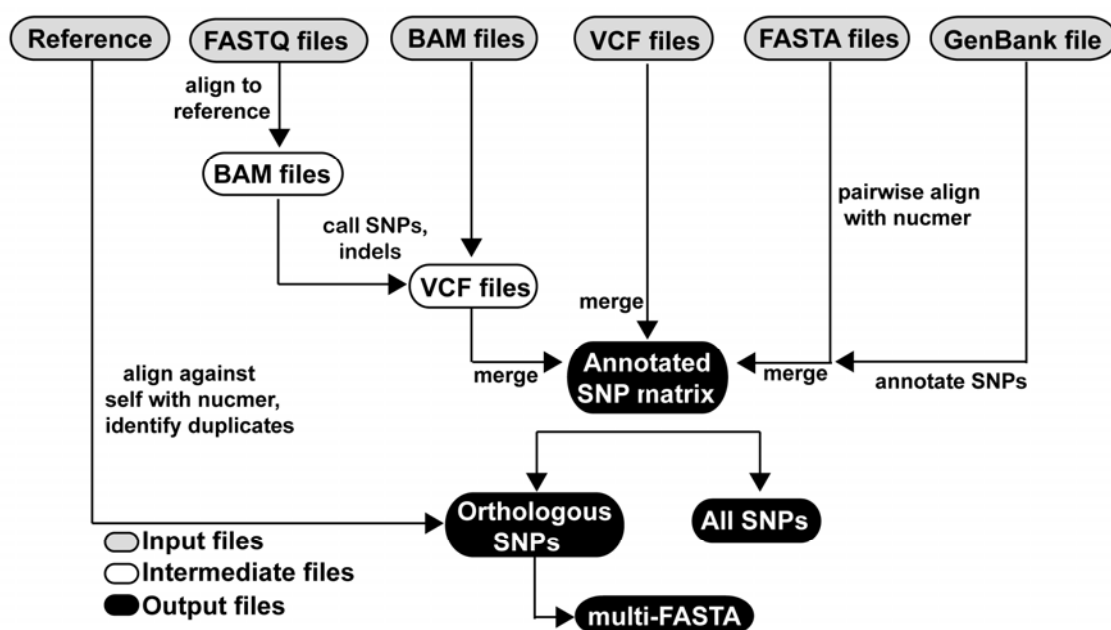 Reference
FASTQ files
BAM files
VCF files
FASTA files
GenBank file
align to
reference
BAM files
pairwise align
with nucmer
call SNPs,
indels
VCF files
merge
merge
Annotated
SNP matrix
merge
annotate SNPs
align against
self with nucmer,
identify duplicates
Orthologous
SNPs
All SNPs
Input files
Intermediate files
Output files
multi-FASTA